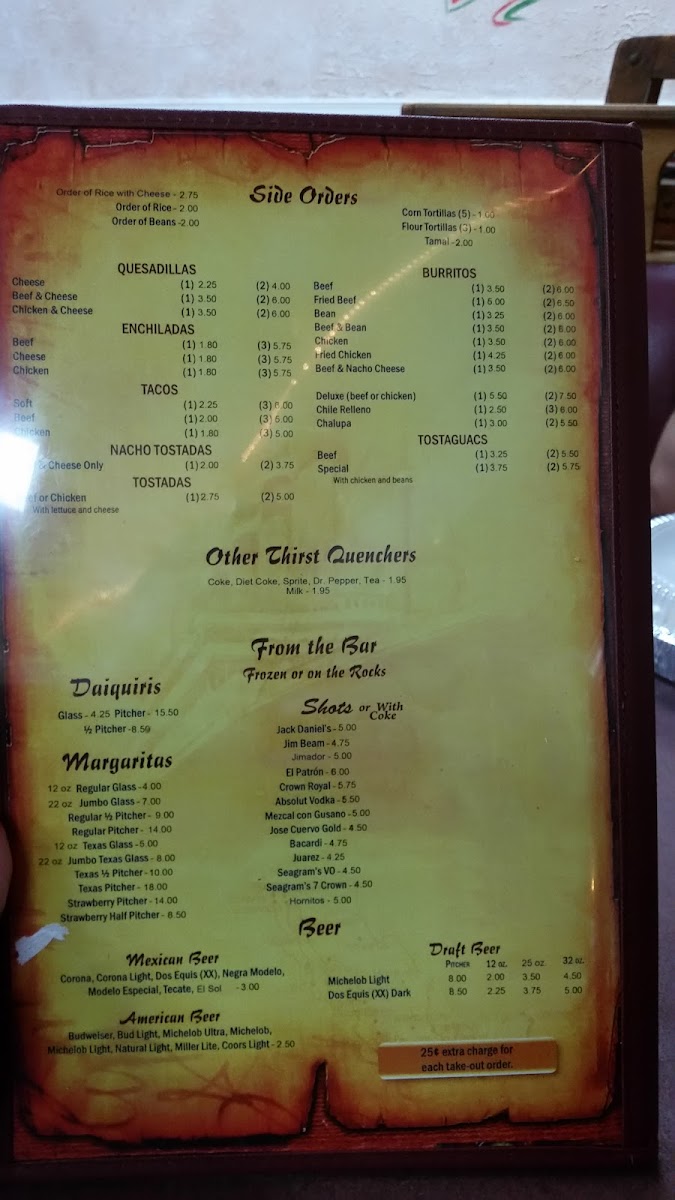 Side Orders
Order of Rice with Cheese - 2.75
Order of Rice - 2.00
Order of Beans -2.00
Corn Tortillas (5) - 1.00
Flour Tortillas (3) - 1.00
Tamal -2.00
QUESADILLAS
Cheese (1) 2.25 (2) 4.00
Beef & Cheese (1) 3.50 (2) 6.00
Chicken & Cheese (1) 3.50 (2) 6.00
ENCHILADAS
Beef (1) 1.80 (3) 5.75
Cheese (1) 1.80 (3) 5.75
Chicken (1) 1.80 (3) 5.75
TACOS
Soft (1) 2.25 (3) 6.00
Beef (1) 2.00 (3) 5.00
Chicken (1) 1.80 (3) 5.00
NACHO TOSTADAS
& Cheese Only (1) 2.00 (2) 3.75
TOSTADAS
or Chicken (1) 2.75 (2) 5.00
With lettuce and cheese
BURRITOS
Beef (1) 3.50 (2) 6.00
Fried Beef (1) 5.00 (2) 6.50
Bean (1) 3.25 (2) 6.00
Beef & Bean (1) 3.50 (2) 6.00
Chicken (1) 3.50 (2) 6.00
Fried Chicken (1) 4.25 (2) 6.00
Beef & Nacho Cheese (1) 3.50 (2) 6.00
Deluxe (beef or chicken) (1) 5.50 (2) 7.50
Chile Relleno (1) 2.50 (3) 6.00
Chalupa (1) 3.00 (2) 5.50
TOSTAGUACS
Beef (1) 3.25 (2) 5.50
Special (1) 3.75 (2) 5.75
With chicken and beans
Other Thirst Quenchers
Coke, Diet Coke, Sprite, Dr. Pepper, Tea - 1.95
Milk - 1.95
From the Bar
Frozen or on the Rocks
Daiquiris
Glass - 4.25 Pitcher - 15.50
½ Pitcher -8.50
Margaritas
12 oz Regular Glass -4.00
22 oz Jumbo Glass - 7.00
Regular ½ Pitcher - 9.00
Regular Pitcher - 14.00
12 oz Texas Glass -5.00
22 oz Jumbo Texas Glass - 8.00
Texas ½ Pitcher -10.00
Texas Pitcher - 18.00
Strawberry Pitcher - 14.00
Strawberry Half Pitcher - 8.50
Shots or With Coke
Jack Daniel's - 5.00
Jim Beam - 4.75
Jimador - 5.00
El Patrón - 6.00
Crown Royal - 5.75
Absolut Vodka - 5.50
Mezcal con Gusano - 5.00
Jose Cuervo Gold - 4.50
Bacardi - 4.75
Juarez - 4.25
Seagram's VO - 4.50
Seagram's 7 Crown - 4.50
Hornitos - 5.00
Beer
Mexican Beer
Corona, Corona Light, Dos Equis (XX), Negra Modelo,
Modelo Especial, Tecate, El Sol -3.00
American Beer
Budweiser, Bud Light, Michelob Ultra, Michelob,
Michelob Light, Natural Light, Miller Lite, Coors Light - 2.50
Draft Beer
PITCHER 12 oz. 25 oz. 32 oz.
Michelob Light 8.00 2.00 3.50 4.50
Dos Equis (XX) Dark 8.50 2.25 3.75 5.00
25¢ extra charge for
each take-out order.